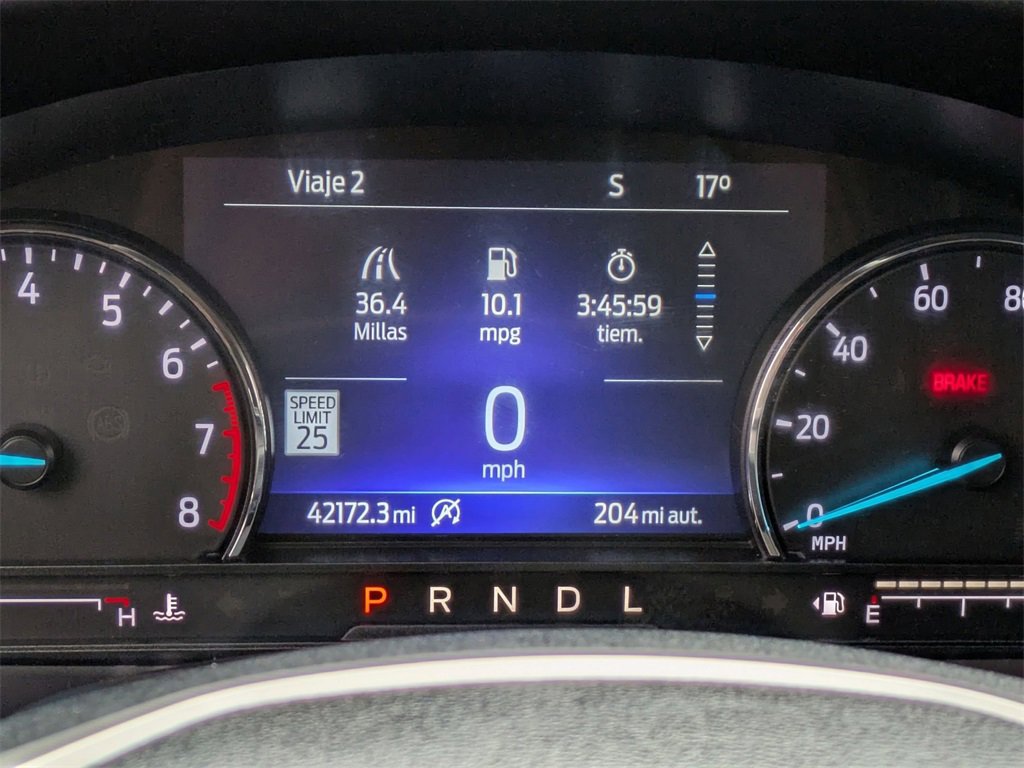 Viaje 2 S 17º
36.4 10.1 3:45:59
Millas mpg tiem.
4 5 6 7 8
SPEED
LIMIT
25
0
mph
42172.3 mi A 204 mi aut.
0 20 40 60 80
BRAKE
MPH
H P R N D L E